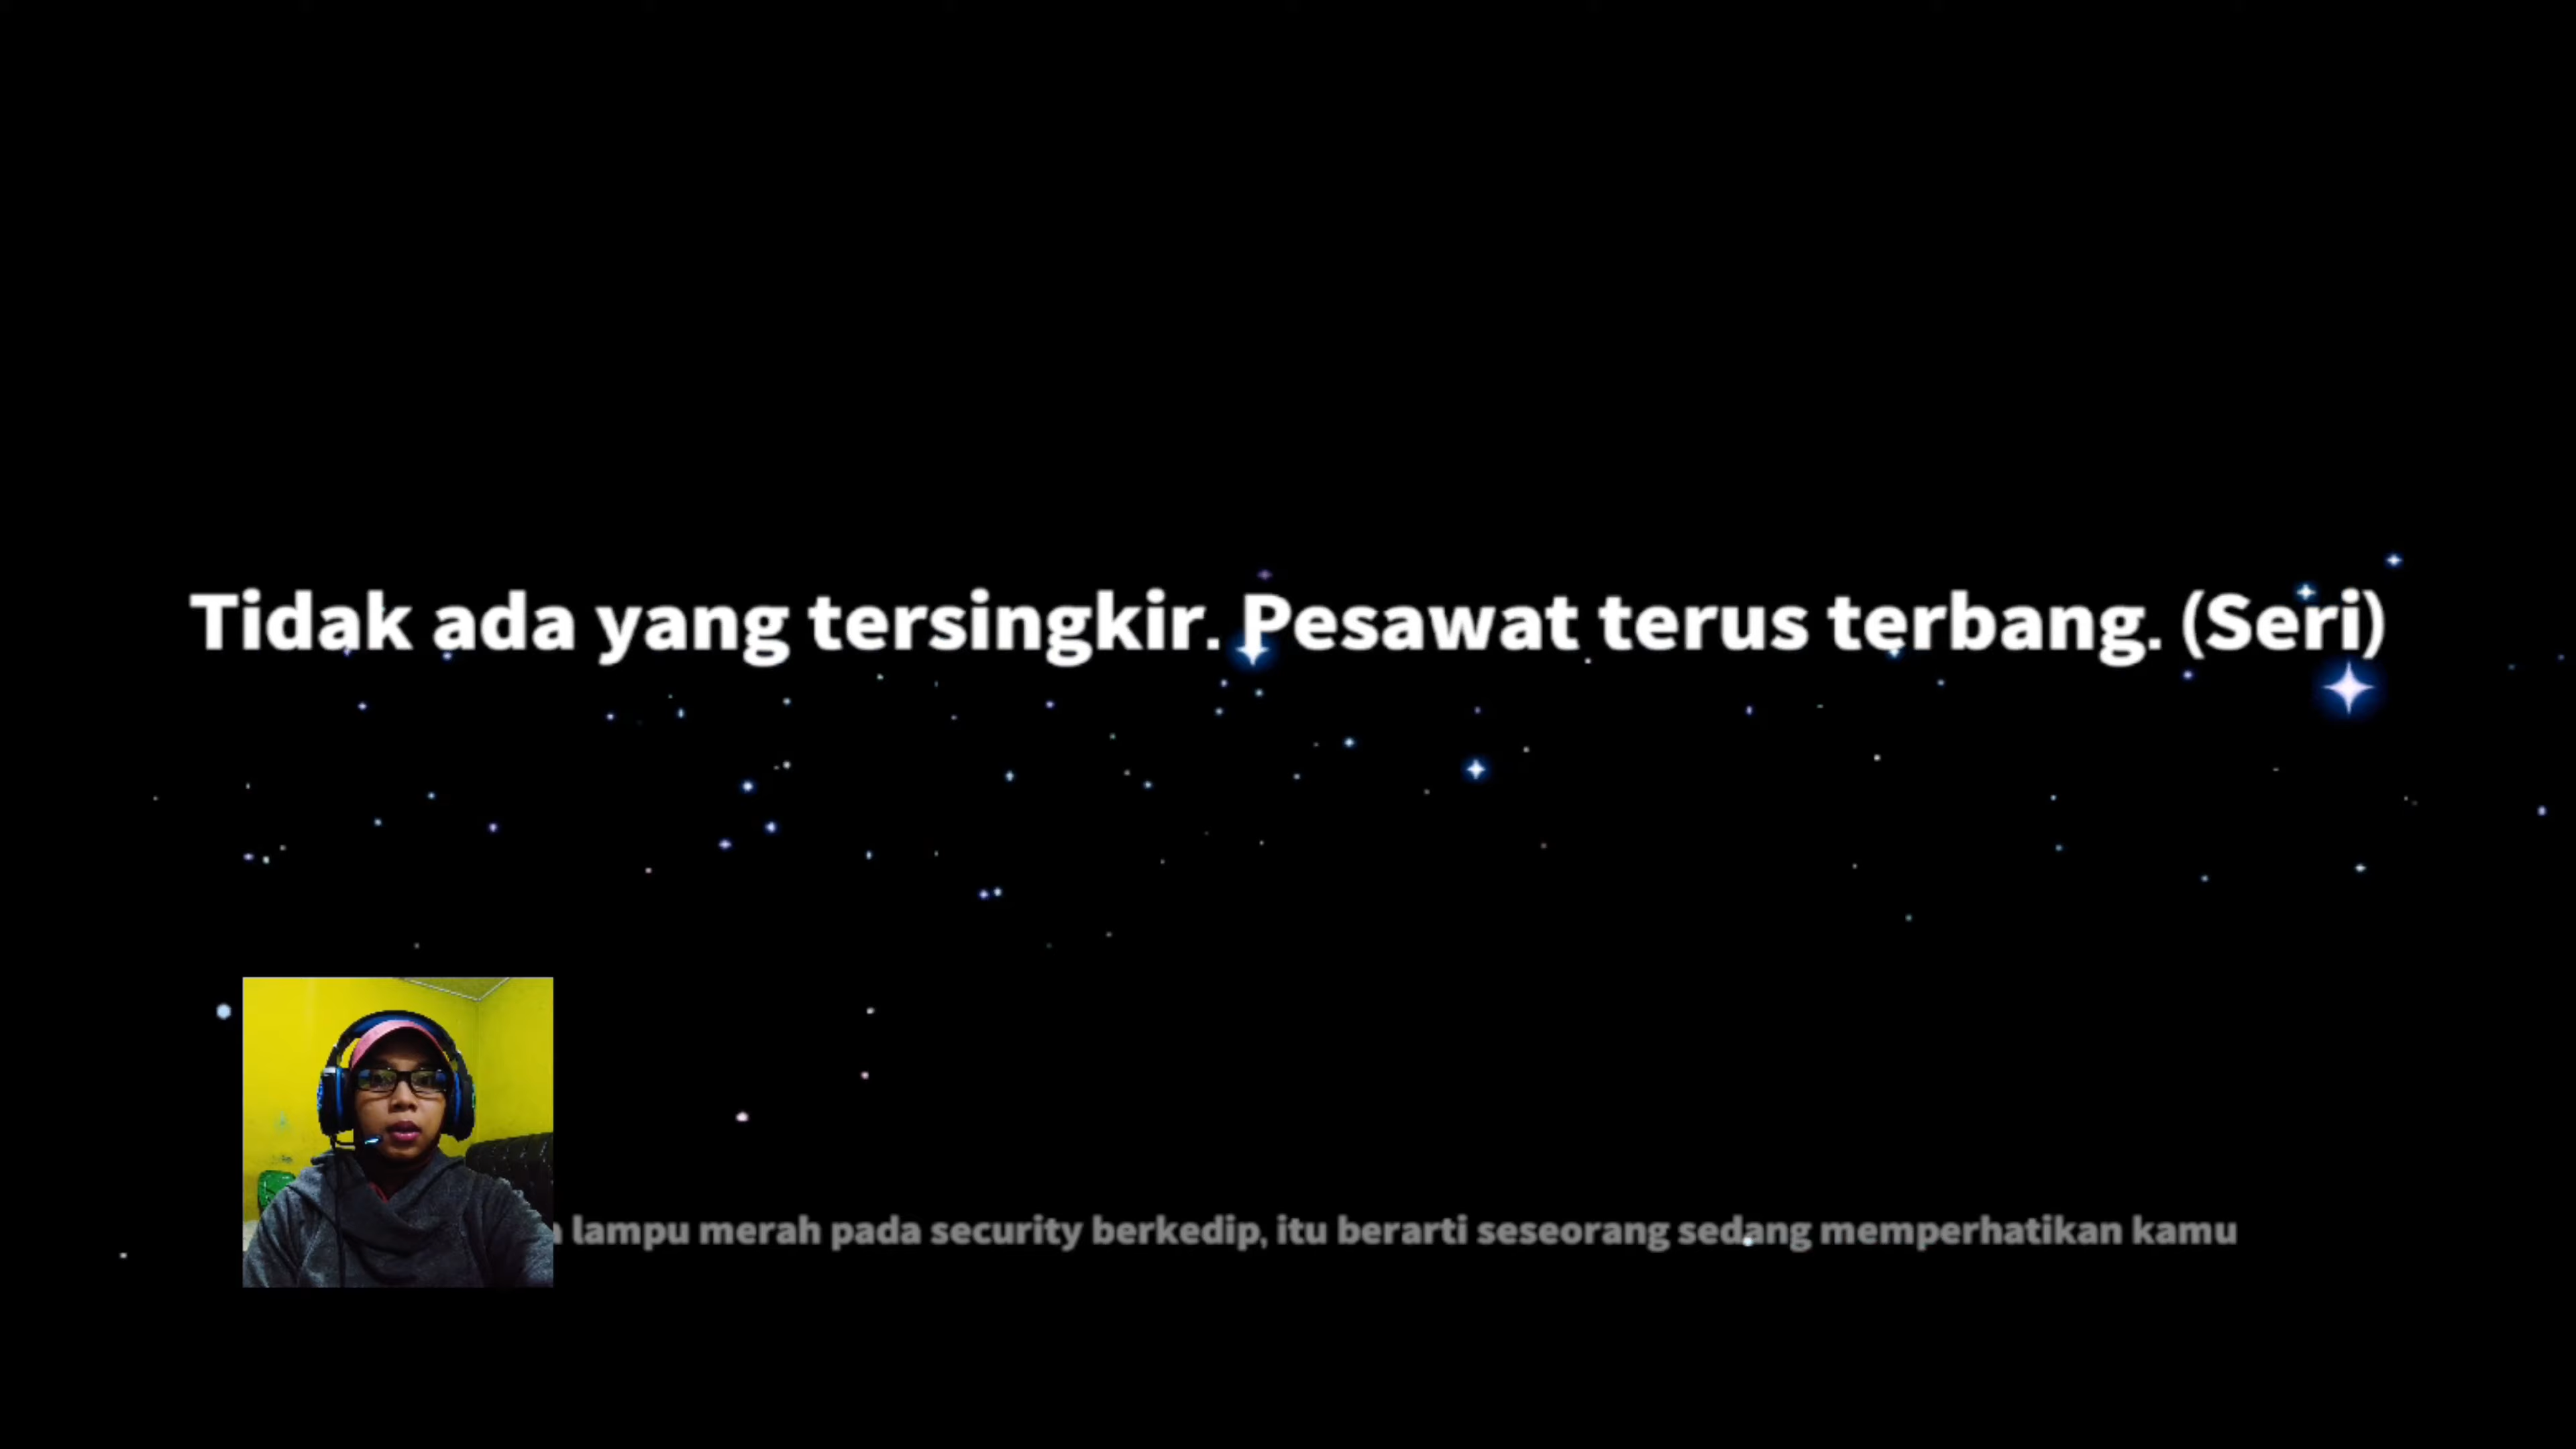 Tidak ada yang tersingkir. Pesawat terus terbang. (Seri)
lampu merah pada security berkedip, itu berarti seseorang sedang memperhatikan kamu